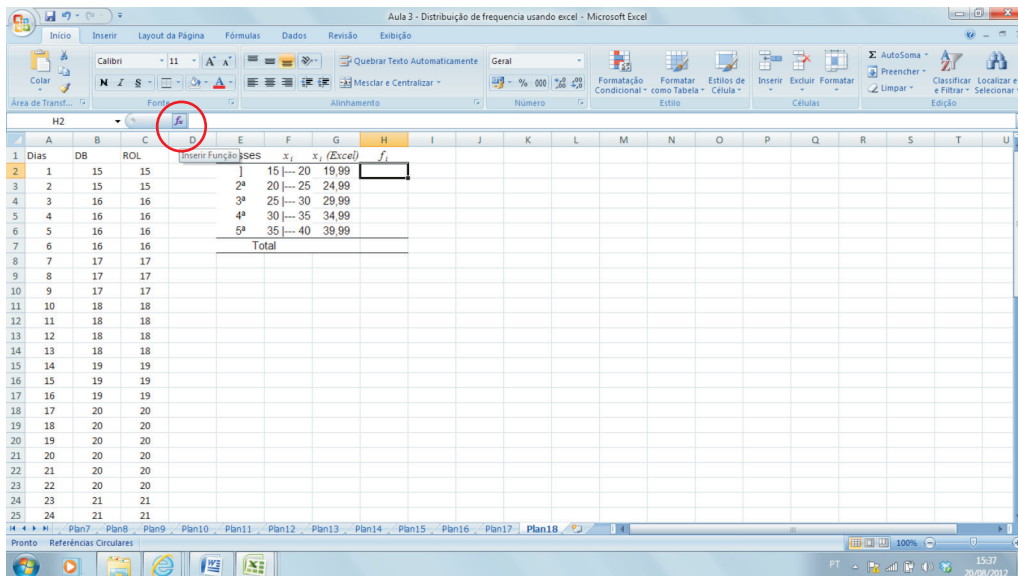 Aula 3 - Distribuição de frequencia usando excel - Microsoft Excel
Início Inserir Layout da Página Fórmulas Dados Revisão Exibição
Colar
Calibri 11
N I S
Quebrar Texto Automaticamente
Mesclar e Centralizar
Geral
% 000
Formatação Condicional
Formatar como Tabela
Estilos de Célula
Inserir Excluir Formatar
Σ AutoSoma
Preencher
Limpar
Classificar e Filtrar
Localizar e Selecionar
Área de Transf... Fonte Alinhamento Número Estilo Células Edição
H2 fx
A B C D E F G H I J K L M N O P Q R S T U
Inserir Função
1 Dias DB ROL sses xi xi (Excel) fi
2 1 15 15 ] 15 |--- 20 19,99
3 2 15 15 2ª 20 |--- 25 24,99
4 3 16 16 3ª 25 |--- 30 29,99
5 4 16 16 4ª 30 |--- 35 34,99
6 5 16 16 5ª 35 |--- 40 39,99
7 6 16 16 Total
8 7 17 17
9 8 17 17
10 9 17 17
11 10 18 18
12 11 18 18
13 12 18 18
14 13 18 18
15 14 19 19
16 15 19 19
17 16 19 19
18 17 20 20
19 18 20 20
20 19 20 20
21 20 20 20
22 21 20 20
23 22 20 20
24 23 21 21
25 24 21 21
Plan7 Plan8 Plan9 Plan10 Plan11 Plan12 Plan13 Plan14 Plan15 Plan16 Plan17 Plan18
Pronto Referências Circulares 100%
PT 15:37
20/08/2012